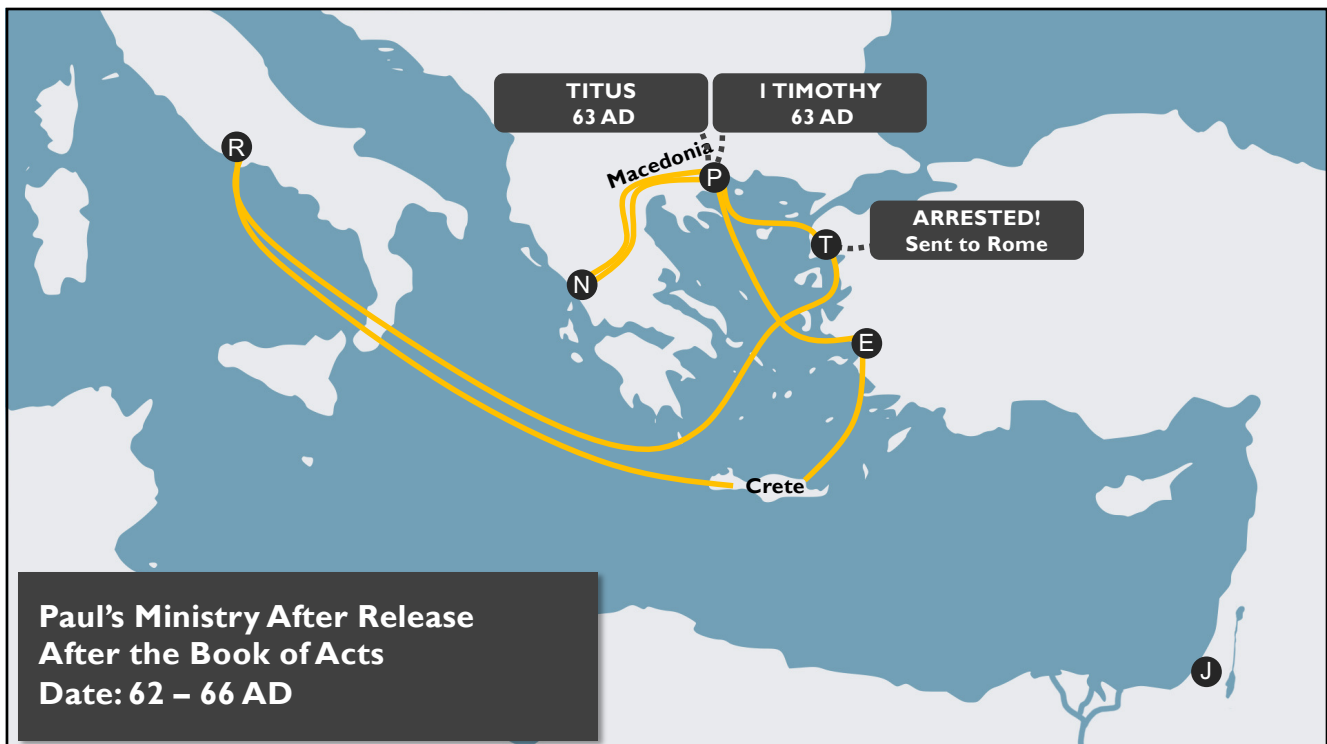 TITUS
63 AD
I TIMOTHY
63 AD
R
Macedonia
P
ARRESTED!
Sent to Rome
T
N
E
Crete
Paul’s Ministry After Release
After the Book of Acts
Date: 62 – 66 AD
J